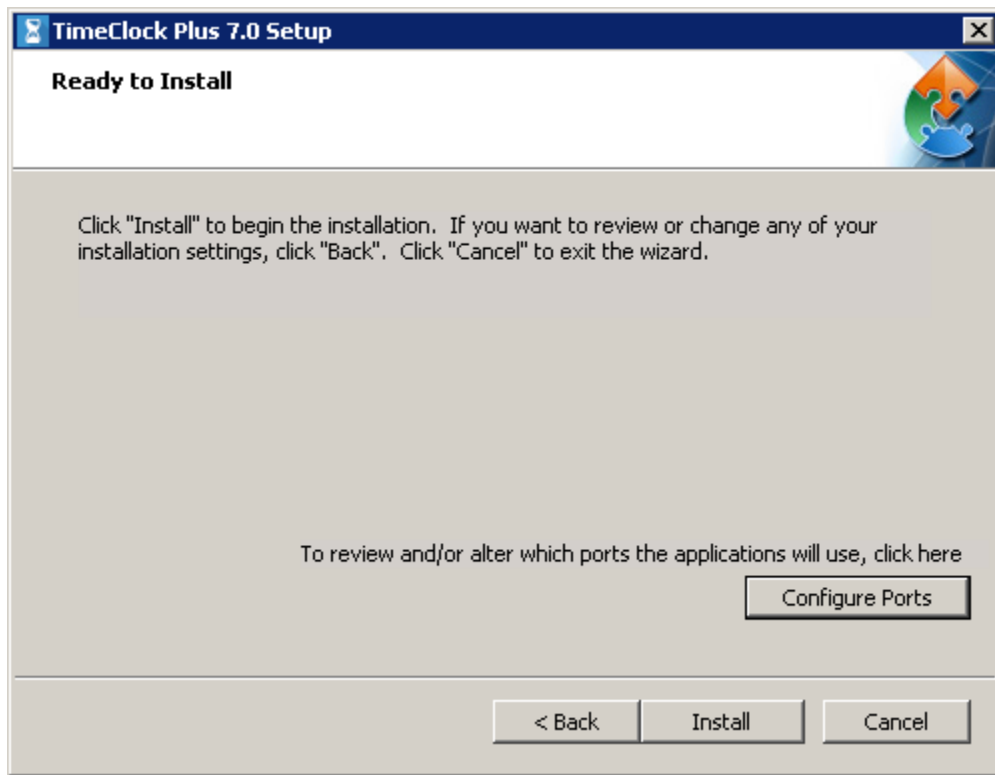 TimeClock Plus 7.0 Setup
Ready to Install
Click "Install" to begin the installation.  If you want to review or change any of your
installation settings, click "Back".  Click "Cancel" to exit the wizard.
To review and/or alter which ports the applications will use, click here
Configure Ports
< Back
Install
Cancel